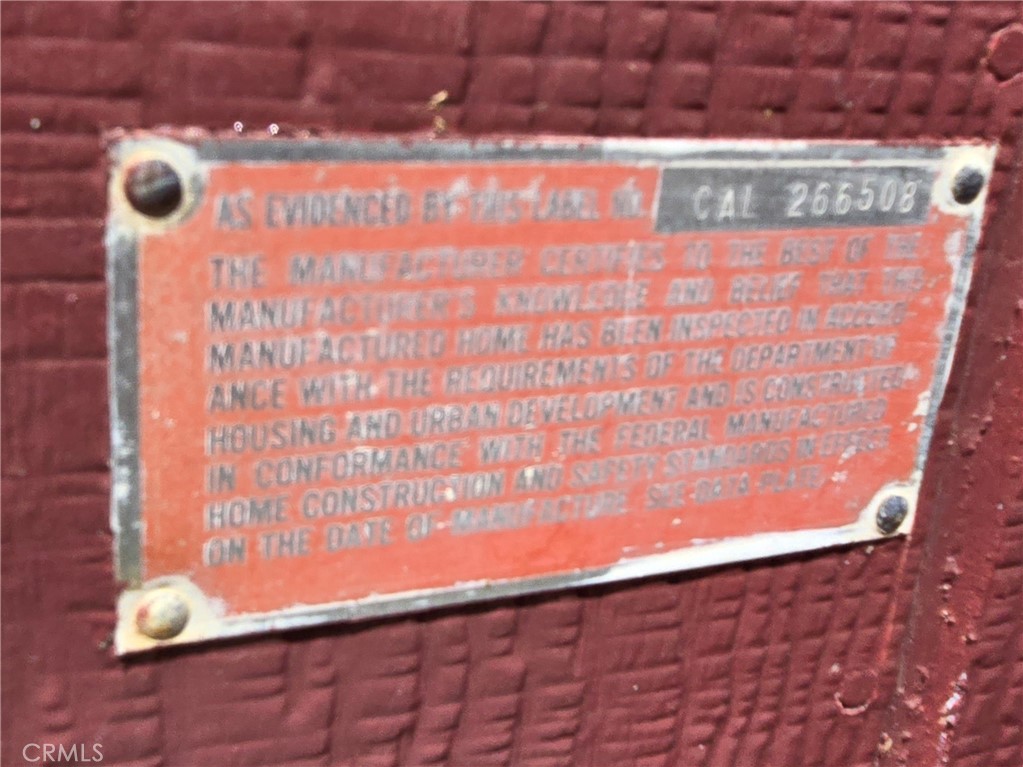 AS EVIDENCED BY THIS LABEL NO. CAL 266508
THE MANUFACTURER CERTIFIES TO THE BEST OF THE
MANUFACTURER'S KNOWLEDGE AND BELIEF THAT THIS
MANUFACTURED HOME HAS BEEN INSPECTED IN ACCORD-
ANCE WITH THE REQUIREMENTS OF THE DEPARTMENT OF
HOUSING AND URBAN DEVELOPMENT AND IS CONSTRUCTED
IN CONFORMANCE WITH THE FEDERAL MANUFACTURED
HOME CONSTRUCTION AND SAFETY STANDARDS IN EFFECT
ON THE DATE OF MANUFACTURE. SEE DATA PLATE.
CRMLS